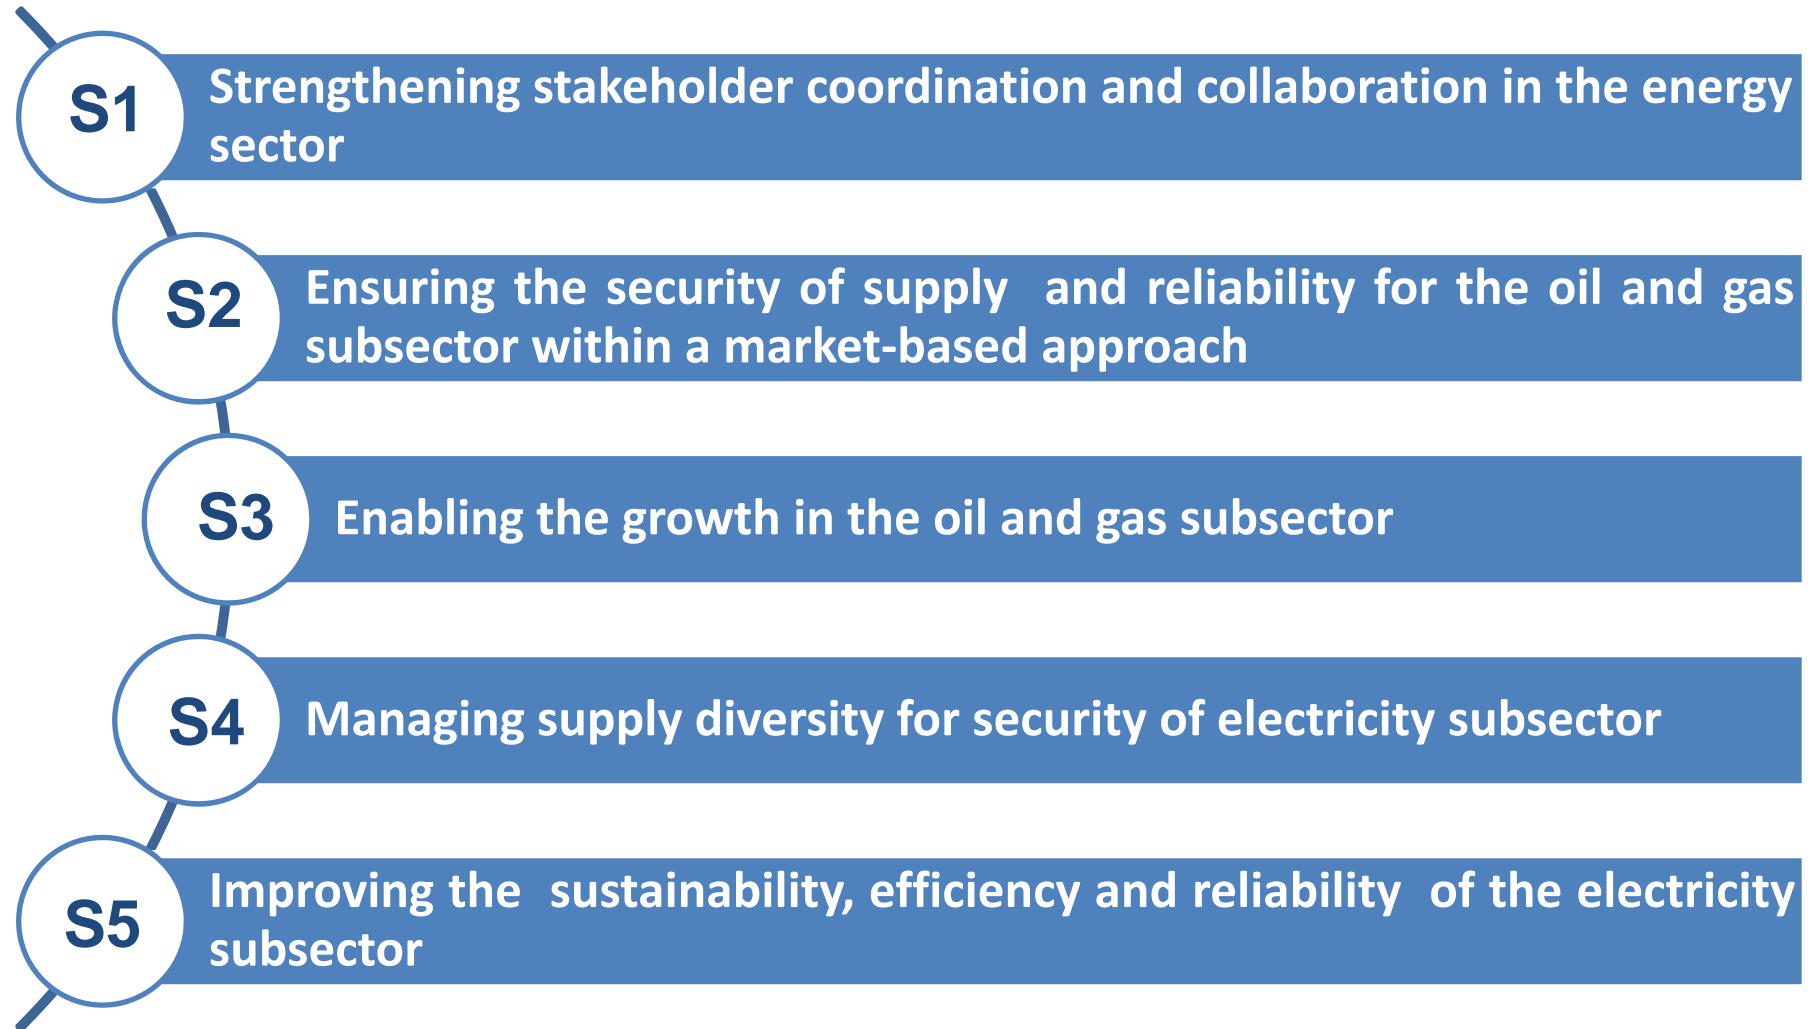 S1
Strengthening stakeholder coordination and collaboration in the energy
sector
S2
Ensuring the security of supply and reliability for the oil and gas
subsector within a market-based approach
S3
Enabling the growth in the oil and gas subsector
S4
Managing supply diversity for security of electricity subsector
S5
Improving the sustainability, efficiency and reliability of the electricity
subsector